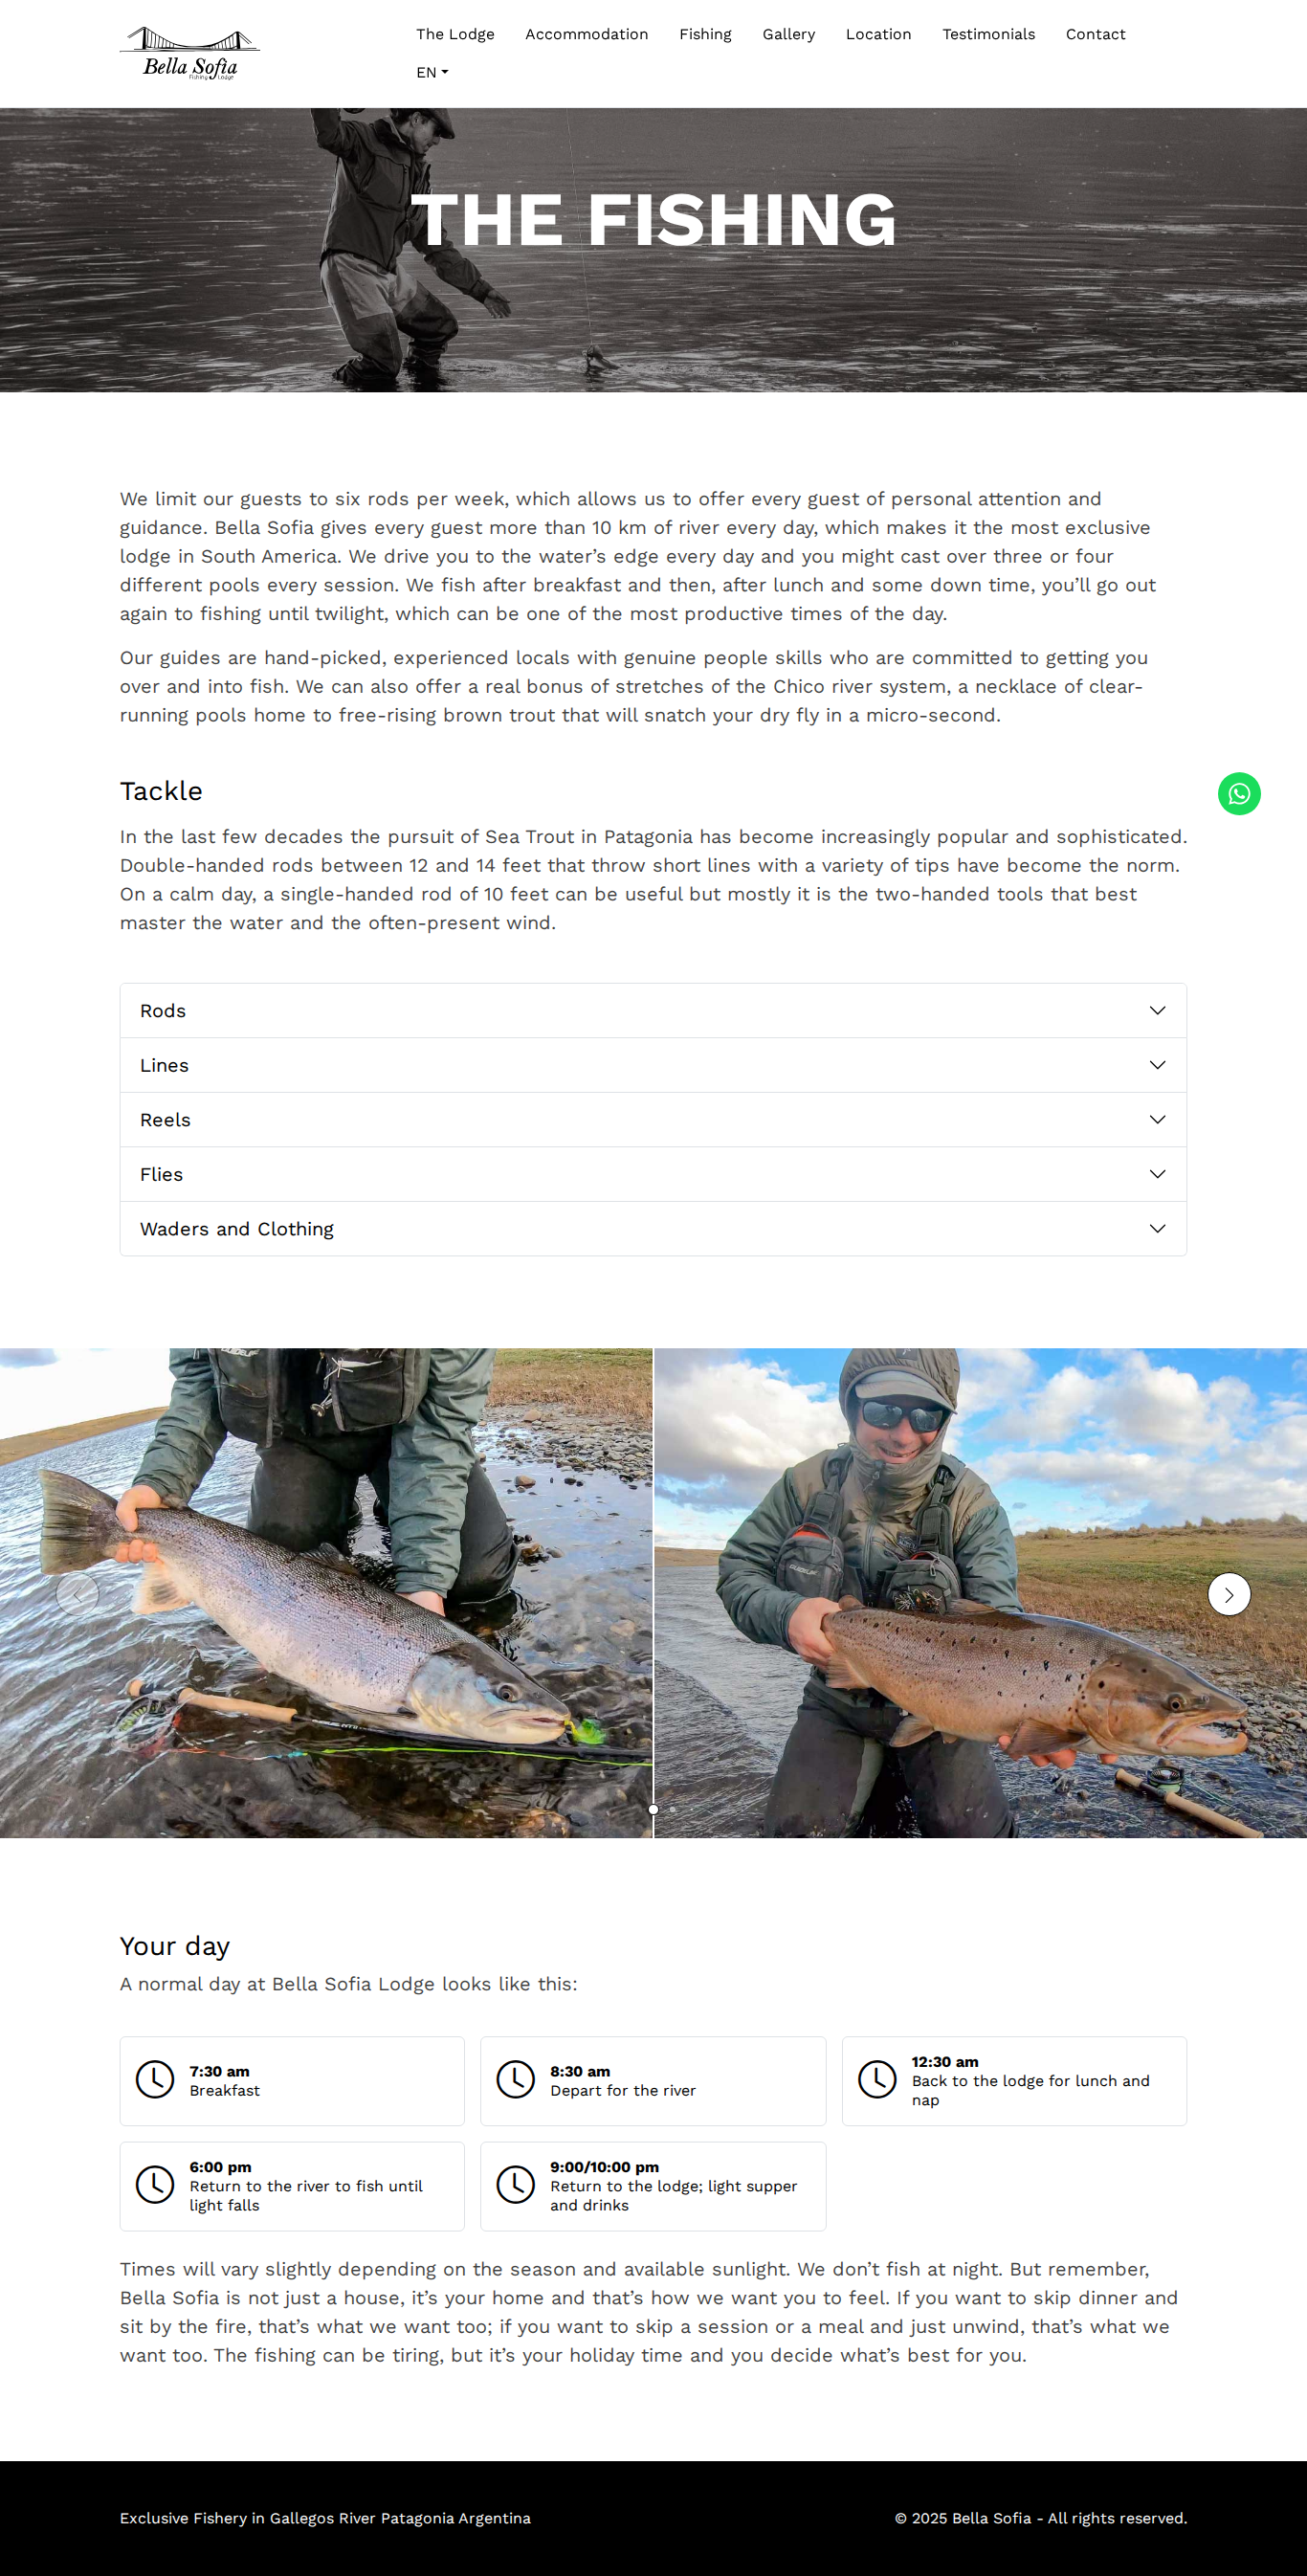 Bella Sofia
Fishing Lodge
The Lodge
Accommodation
Fishing
Gallery
Location
Testimonials
Contact
EN
THE FISHING
We limit our guests to six rods per week, which allows us to offer every guest of personal attention and
guidance. Bella Sofia gives every guest more than 10 km of river every day, which makes it the most exclusive
lodge in South America. We drive you to the water’s edge every day and you might cast over three or four
different pools every session. We fish after breakfast and then, after lunch and some down time, you’ll go out
again to fishing until twilight, which can be one of the most productive times of the day.
Our guides are hand-picked, experienced locals with genuine people skills who are committed to getting you
over and into fish. We can also offer a real bonus of stretches of the Chico river system, a necklace of clear-
running pools home to free-rising brown trout that will snatch your dry fly in a micro-second.
Tackle
In the last few decades the pursuit of Sea Trout in Patagonia has become increasingly popular and sophisticated.
Double-handed rods between 12 and 14 feet that throw short lines with a variety of tips have become the norm.
On a calm day, a single-handed rod of 10 feet can be useful but mostly it is the two-handed tools that best
master the water and the often-present wind.
Rods
Lines
Reels
Flies
Waders and Clothing
Your day
A normal day at Bella Sofia Lodge looks like this:
7:30 am
Breakfast
8:30 am
Depart for the river
12:30 am
Back to the lodge for lunch and
nap
6:00 pm
Return to the river to fish until
light falls
9:00/10:00 pm
Return to the lodge; light supper
and drinks
Times will vary slightly depending on the season and available sunlight. We don’t fish at night. But remember,
Bella Sofia is not just a house, it’s your home and that’s how we want you to feel. If you want to skip dinner and
sit by the fire, that’s what we want too; if you want to skip a session or a meal and just unwind, that’s what we
want too. The fishing can be tiring, but it’s your holiday time and you decide what’s best for you.
Exclusive Fishery in Gallegos River Patagonia Argentina
© 2025 Bella Sofia - All rights reserved.